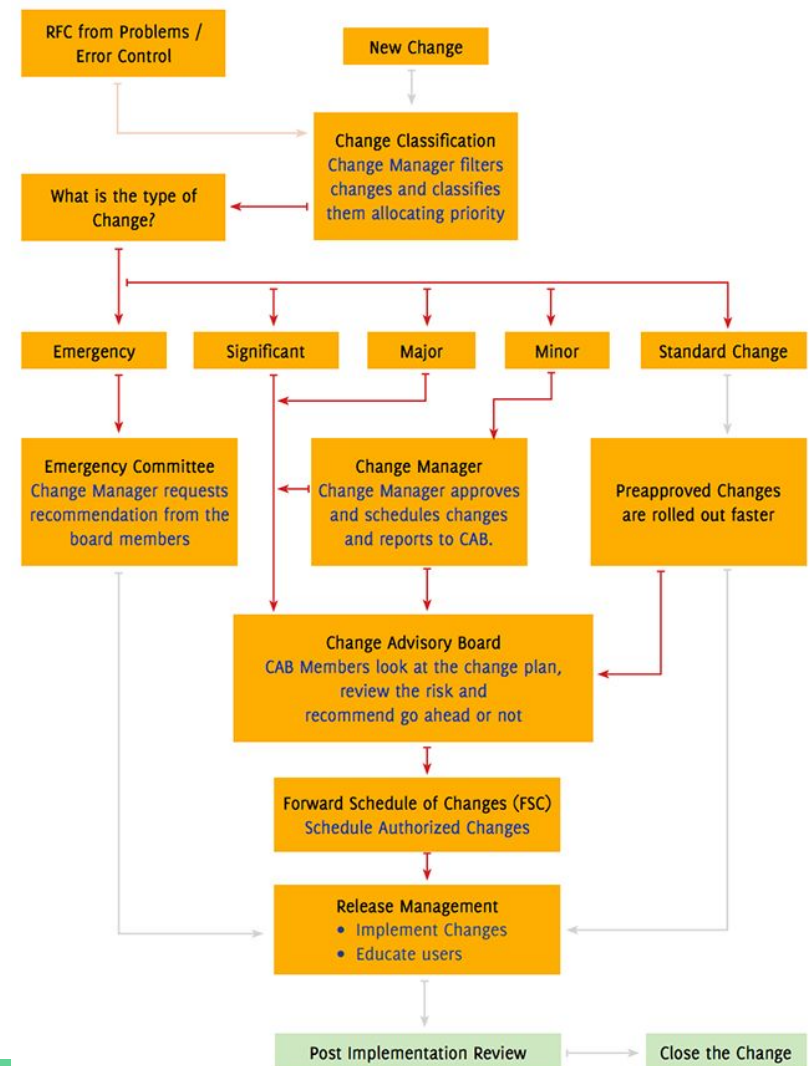 RFC from Problems /
Error Control
New Change
Change Classification
Change Manager filters
changes and classifies
them allocating priority
What is the type of
Change?
Emergency
Significant
Major
Minor
Standard Change
Emergency Committee
Change Manager requests
recommendation from the
board members
Change Manager
Change Manager approves
and schedules changes
and reports to CAB.
Preapproved Changes
are rolled out faster
Change Advisory Board
CAB Members look at the change plan,
review the risk and
recommend go ahead or not
Forward Schedule of Changes (FSC)
Schedule Authorized Changes
Release Management
• Implement Changes
• Educate users
Post Implementation Review
Close the Change